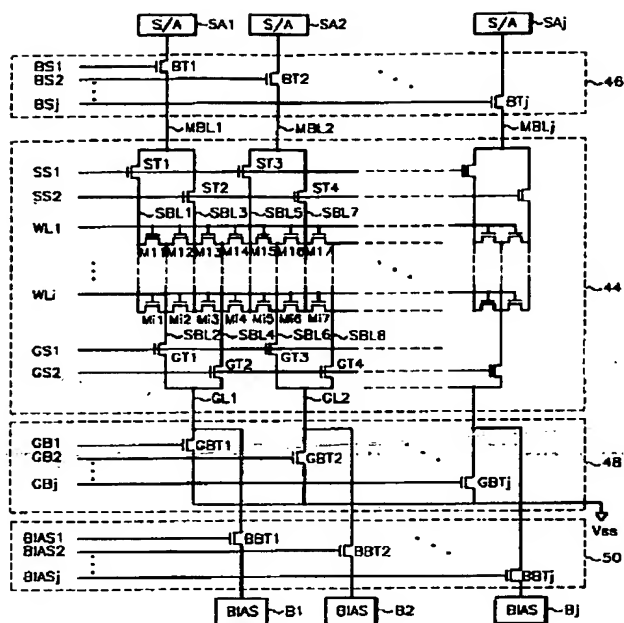 S/A SA1 S/A SA2 S/A SAj
BS1 BT1
BS2 BT2
BSj BTj 46
MBL1 MBL2 MBLj
SS1 ST1 ST3
SS2 ST2 ST4
SBL1 SBL3 SBL5 SBL7
WL1
M11 M12 M13 M14 M15 M16 M17
44
WLi
Mi1 Mi2 Mi3 Mi4 Mi5 Mi6 Mi7
SBL2 SBL4 SBL6 SBL8
GS1 GT1 GT3
GS2 GT2 GT4
GL1 GL2
GB1 GBT1
GB2 GBT2 48
GBj GBTj
Vss
BIAS1 BBT1
BIAS2 BBT2 50
BIASj BBTj
BIAS B1 BIAS B2 BIAS Bj